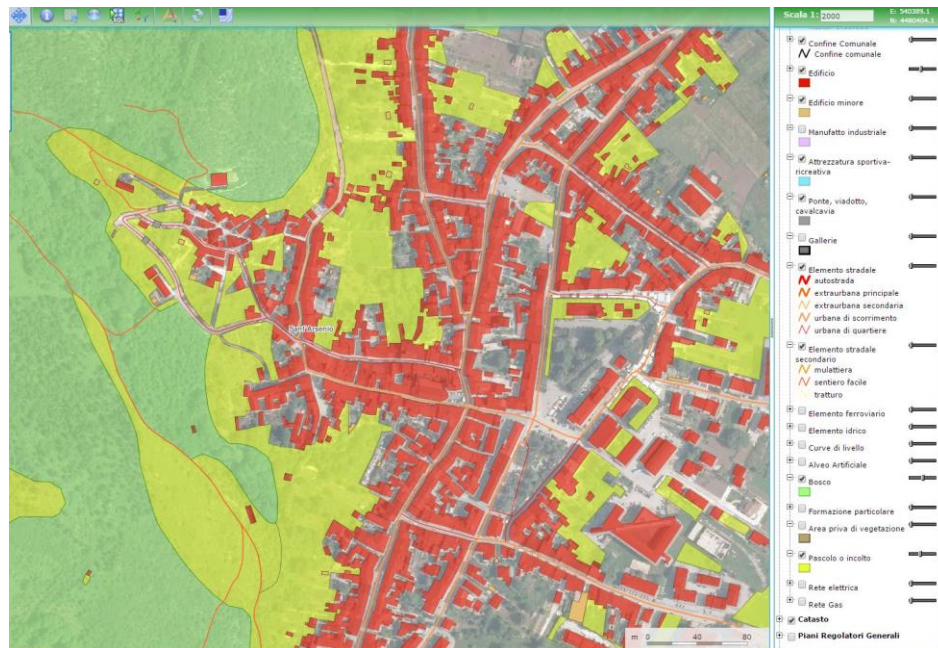 Scala 1: 2000
E: 540389.1
N: 4480404.1
Confine Comunale
Confine comunale
Edificio
Edificio minore
Manufatto industriale
Attrezzatura sportiva-
ricreativa
Ponte, viadotto,
cavalcavia
Gallerie
Elemento stradale
autostrada
extraurbana principale
extraurbana secondaria
urbana di scorrimento
urbana di quartiere
Elemento stradale
secondario
mulattiera
sentiero facile
tratturo
Elemento ferroviario
Elemento idrico
Curve di livello
Alveo Artificiale
Bosco
Formazione particolare
Area priva di vegetazione
Pascolo o incolto
Rete elettrica
Rete Gas
Catasto
Piani Regolatori Generali
Sant'Arsenio
m 0 40 80